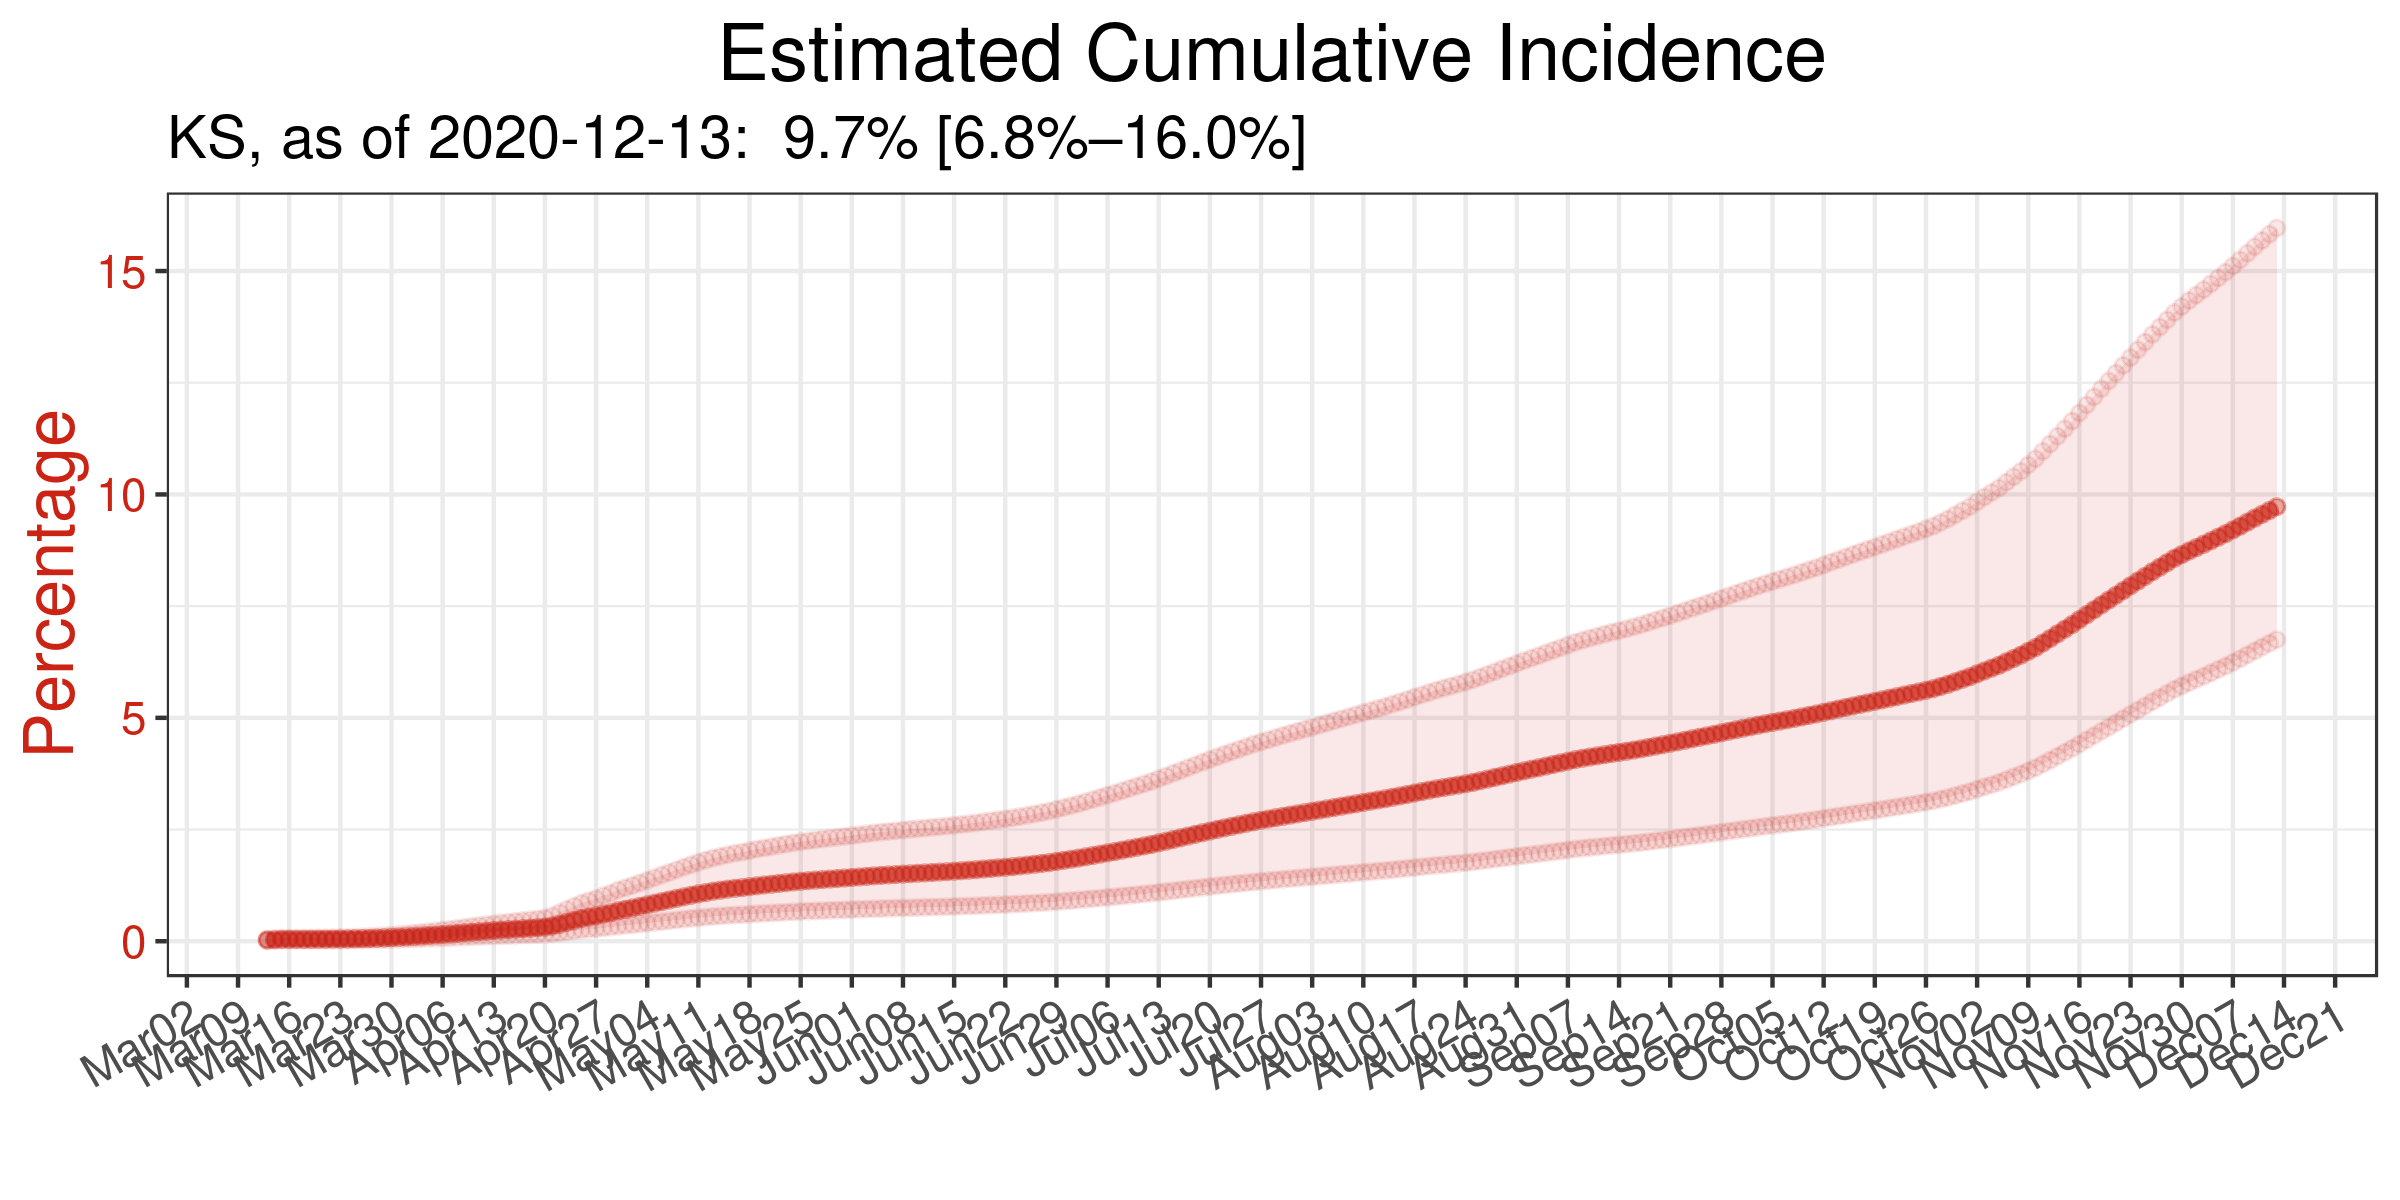 Estimated Cumulative Incidence
KS, as of 2020-12-13:  9.7% [6.8%–16.0%]
Percentage
15
10
5
0
Mar02
Mar09
Mar16
Mar23
Mar30
Apr06
Apr13
Apr20
Apr27
May04
May11
May18
May25
Jun01
Jun08
Jun15
Jun22
Jun29
Jul06
Jul13
Jul20
Jul27
Aug03
Aug10
Aug17
Aug24
Aug31
Sep07
Sep14
Sep21
Sep28
Oct05
Oct12
Oct19
Oct26
Nov02
Nov09
Nov16
Nov23
Nov30
Dec07
Dec14
Dec21